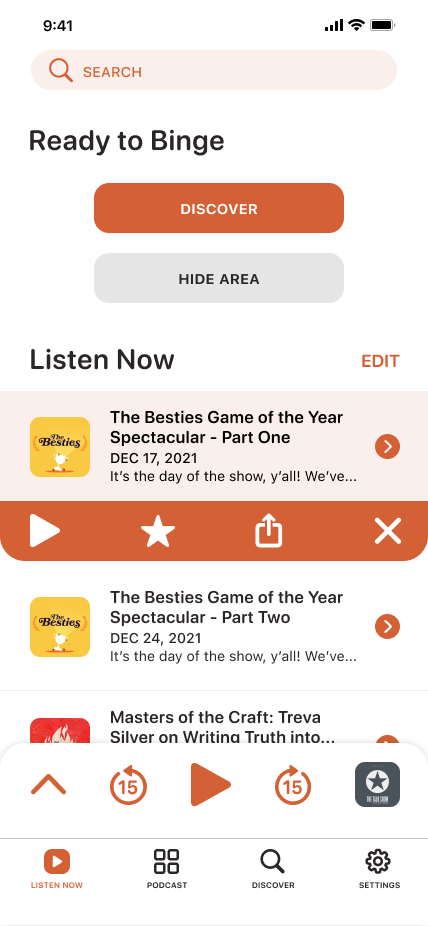 9:41
SEARCH
Ready to Binge
DISCOVER
HIDE AREA
Listen Now
EDIT
The Besties
The Besties Game of the Year
Spectacular - Part One
DEC 17, 2021
It's the day of the show, y'all! We've...
The Besties
The Besties Game of the Year
Spectacular - Part Two
DEC 24, 2021
It's the day of the show, y'all! We've...
Masters of the Craft: Treva
Silver on Writing Truth into...
15
15
LISTEN NOW
PODCAST
DISCOVER
SETTINGS